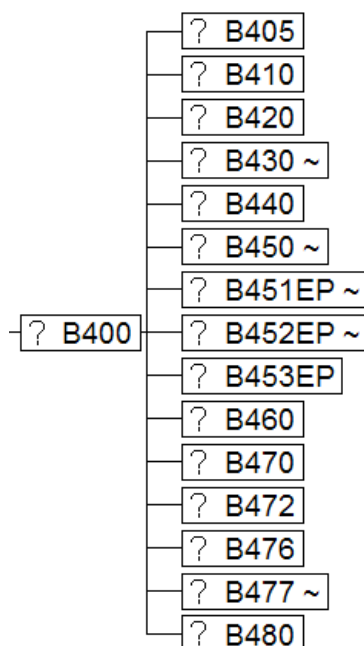 ? B405
? B410
? B420
? B430 ~
? B440
? B450 ~
? B451EP ~
? B400
? B452EP ~
? B453EP
? B460
? B470
? B472
? B476
? B477 ~
? B480